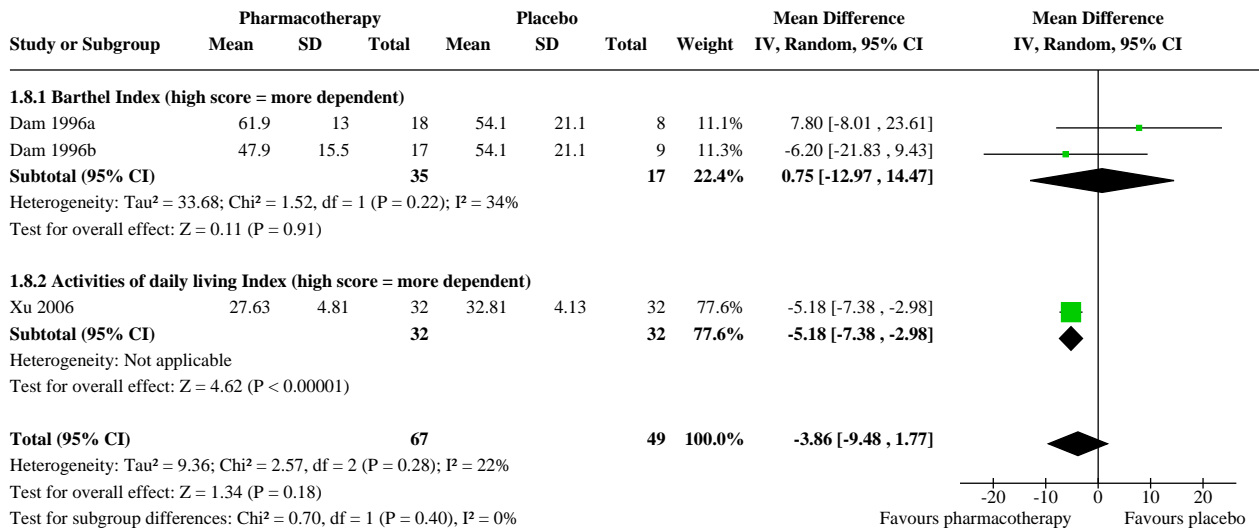 Pharmacotherapy Placebo Mean Difference Mean Difference
Study or Subgroup Mean SD Total Mean SD Total Weight IV, Random, 95% CI IV, Random, 95% CI
1.8.1 Barthel Index (high score = more dependent)
Dam 1996a 61.9 13 18 54.1 21.1 8 11.1% 7.80 [-8.01 , 23.61]
Dam 1996b 47.9 15.5 17 54.1 21.1 9 11.3% -6.20 [-21.83 , 9.43]
Subtotal (95% CI) 35 17 22.4% 0.75 [-12.97 , 14.47]
Heterogeneity: Tau² = 33.68; Chi² = 1.52, df = 1 (P = 0.22); I² = 34%
Test for overall effect: Z = 0.11 (P = 0.91)
1.8.2 Activities of daily living Index (high score = more dependent)
Xu 2006 27.63 4.81 32 32.81 4.13 32 77.6% -5.18 [-7.38 , -2.98]
Subtotal (95% CI) 32 32 77.6% -5.18 [-7.38 , -2.98]
Heterogeneity: Not applicable
Test for overall effect: Z = 4.62 (P < 0.00001)
Total (95% CI) 67 49 100.0% -3.86 [-9.48 , 1.77]
Heterogeneity: Tau² = 9.36; Chi² = 2.57, df = 2 (P = 0.28); I² = 22%
Test for overall effect: Z = 1.34 (P = 0.18) -20 -10 0 10 20
Test for subgroup differences: Chi² = 0.70, df = 1 (P = 0.40), I² = 0% Favours pharmacotherapy Favours placebo